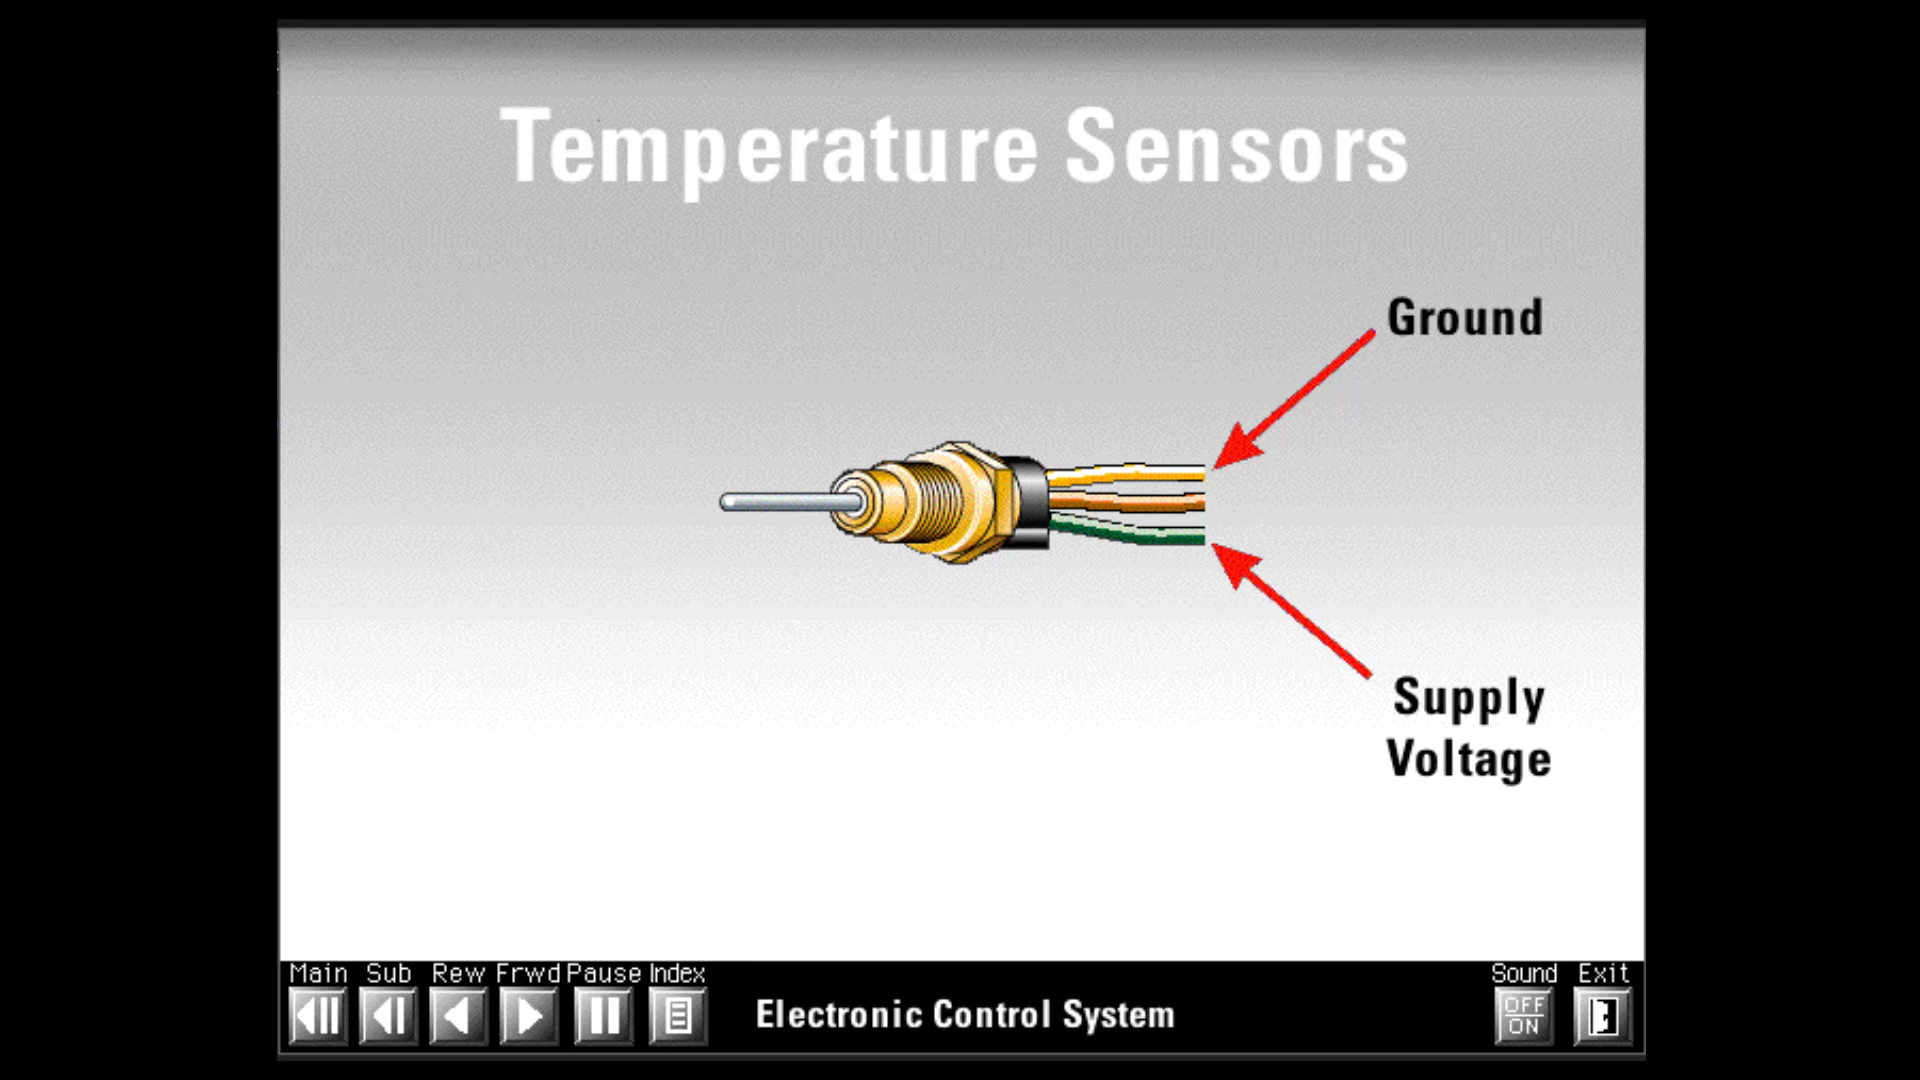 Temperature Sensors
Ground
Supply
Voltage
Main Sub Rew Frwd Pause Index
Electronic Control System
Sound Exit
OFF
ON